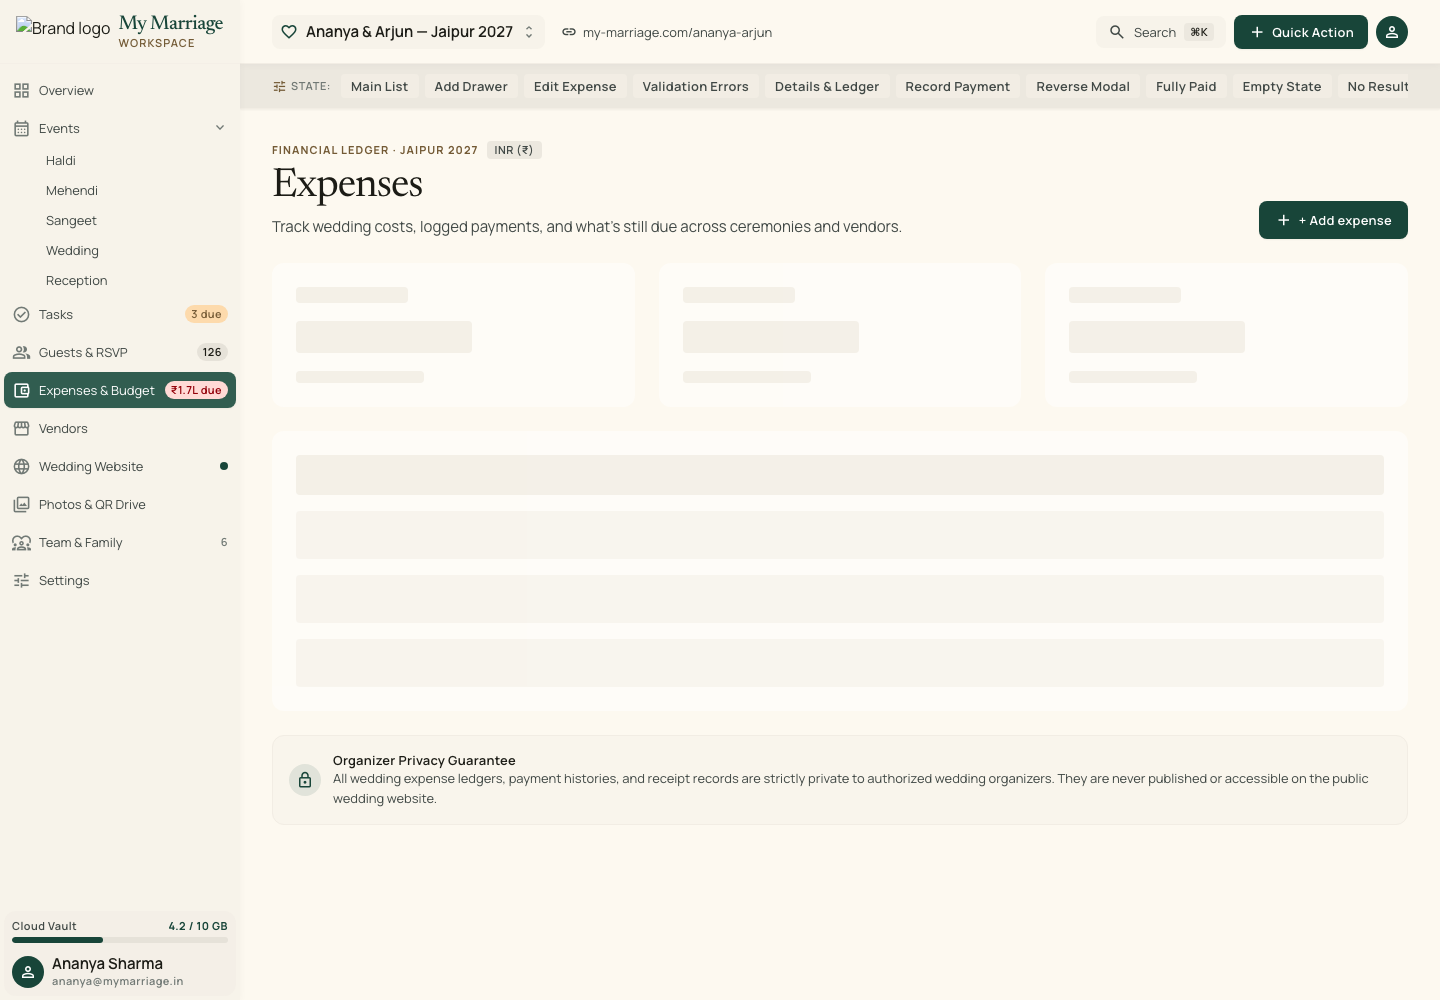 Brand logo
My Marriage
WORKSPACE
Ananya & Arjun — Jaipur 2027
my-marriage.com/ananya-arjun
Search ⌘K
Quick Action
STATE: Main List Add Drawer Edit Expense Validation Errors Details & Ledger Record Payment Reverse Modal Fully Paid Empty State No Result
Overview
Events
Haldi
Mehendi
Sangeet
Wedding
Reception
Tasks 3 due
Guests & RSVP 126
Expenses & Budget ₹1.7L due
Vendors
Wedding Website
Photos & QR Drive
Team & Family 6
Settings
Cloud Vault 4.2 / 10 GB
Ananya Sharma
ananya@mymarriage.in
FINANCIAL LEDGER · JAIPUR 2027 INR (₹)
Expenses
Track wedding costs, logged payments, and what's still due across ceremonies and vendors.
+ Add expense
Organizer Privacy Guarantee
All wedding expense ledgers, payment histories, and receipt records are strictly private to authorized wedding organizers. They are never published or accessible on the public
wedding website.